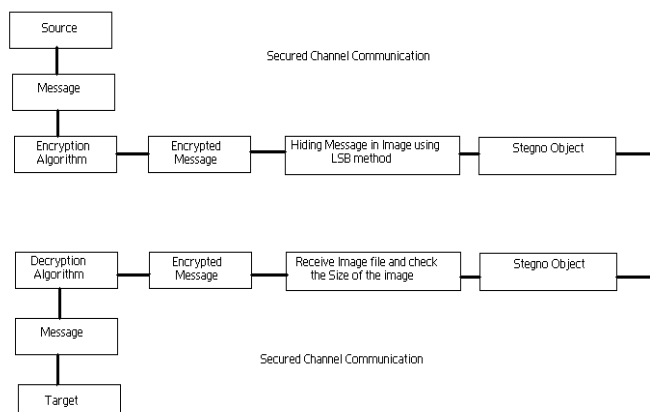 Source
Secured Channel Communication
Message
Encryption
Algorithm
Encrypted
Message
Hiding Message in Image using
LSB method
Stegno Object
Decryption
Algorithm
Encrypted
Message
Receive Image file and check
the Size of the image
Stegno Object
Message
Secured Channel Communication
Target